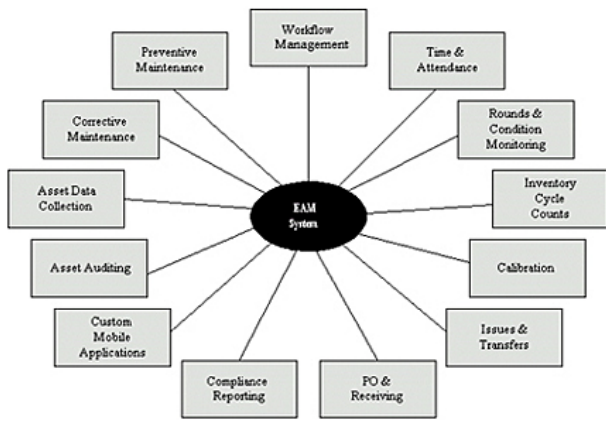 Workflow
Management
Preventive
Maintenance
Time &
Attendance
Corrective
Maintenance
Rounds &
Condition
Monitoring
Asset Data
Collection
Inventory
Cycle
Counts
EAM
System
Asset Auditing
Calibration
Custom
Mobile
Applications
Issues &
Transfers
Compliance
Reporting
PO &
Receiving